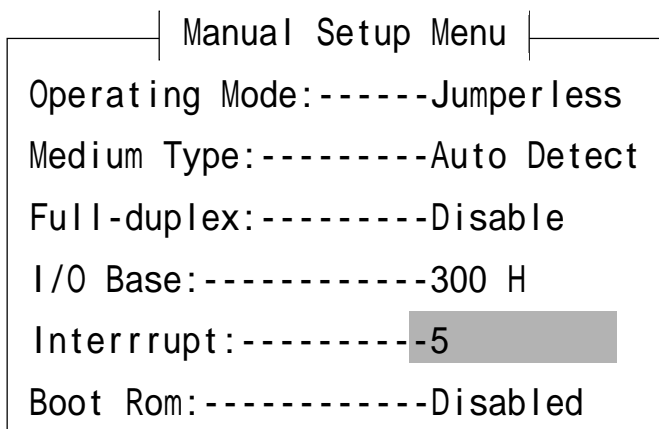 Manual Setup Menu
Operating Mode:------Jumperless
Medium Type:---------Auto Detect
Full-duplex:---------Disable
I/O Base:------------300 H
Interrrupt:----------5
Boot Rom:------------Disabled